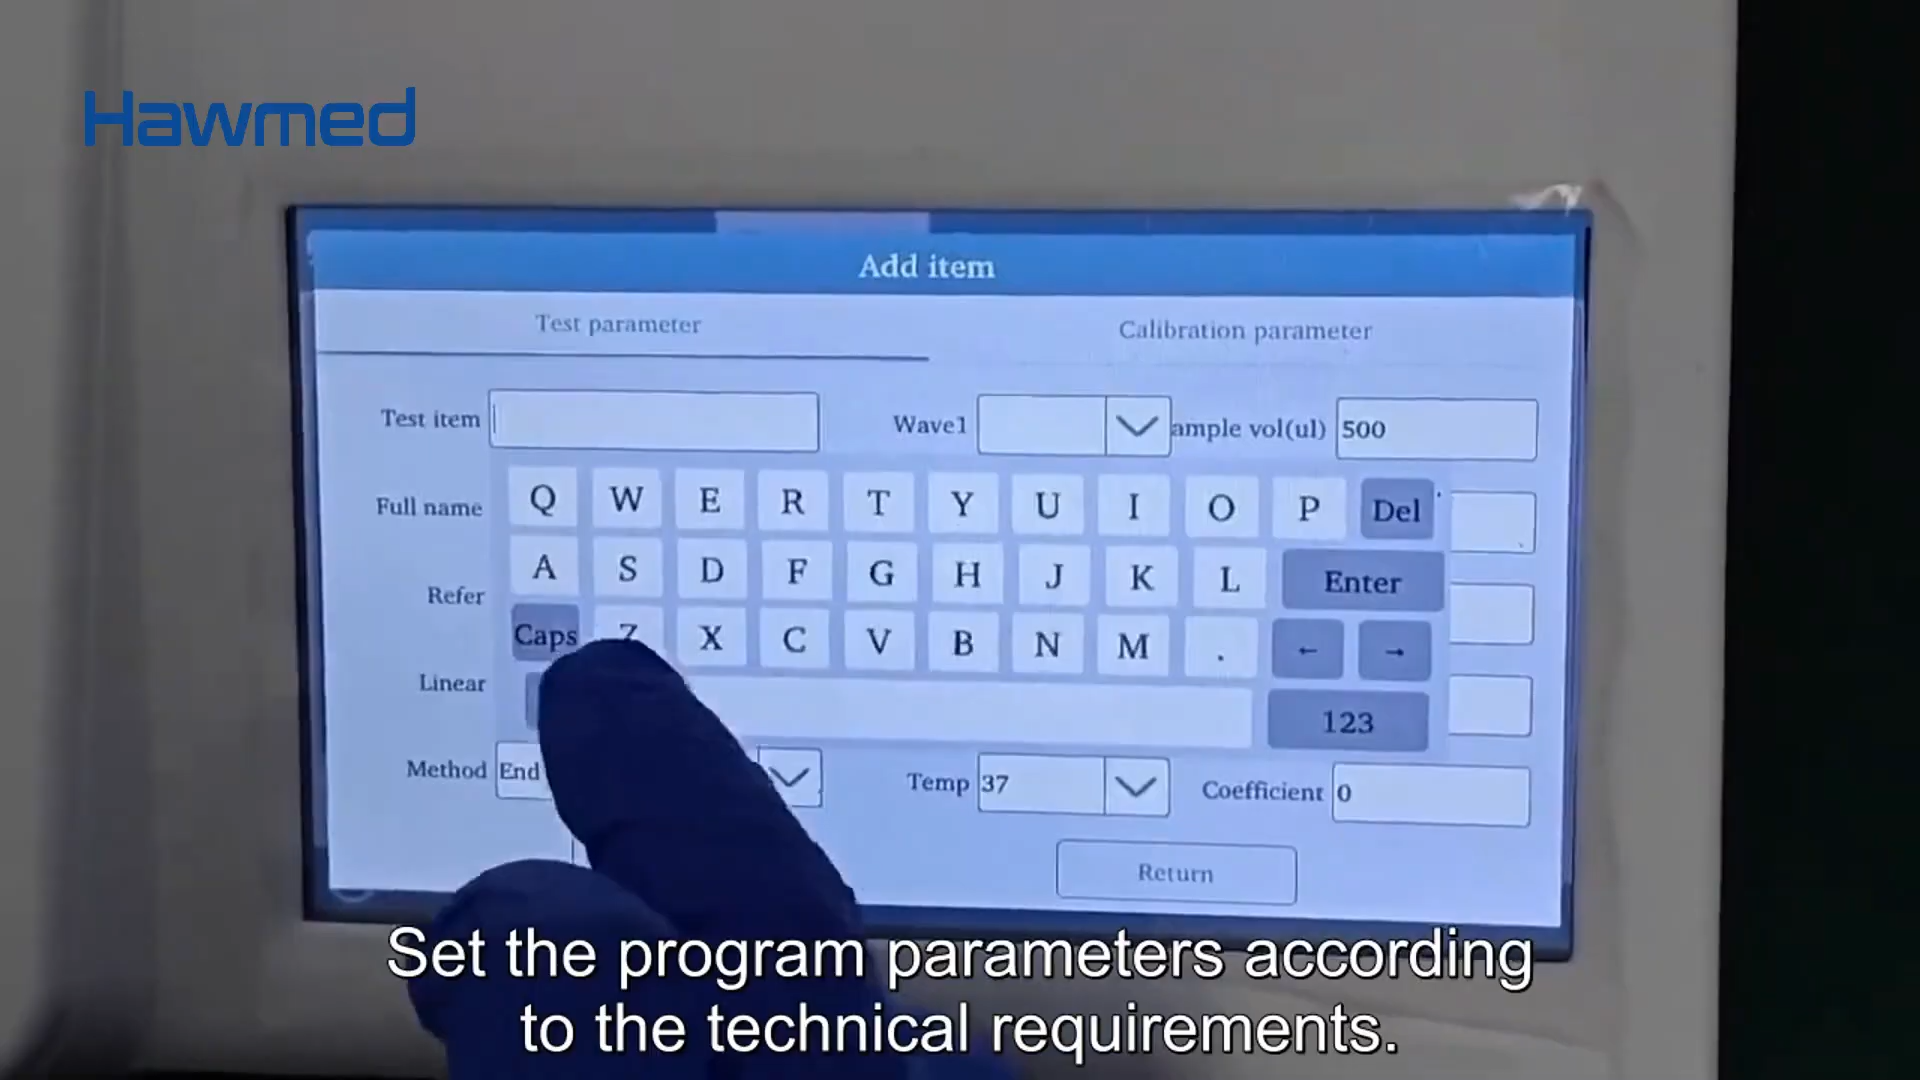 Hawmed
Add item
Test parameter
Calibration parameter
Test item
Wave1
ample vol(ul) 500
Full name
Q W E R T Y U I O P Del
A S D F G H J K L Enter
Refer
Caps Z X C V B N M . ← →
Linear
123
Method End
Temp 37
Coefficient 0
Return
Set the program parameters according
to the technical requirements.